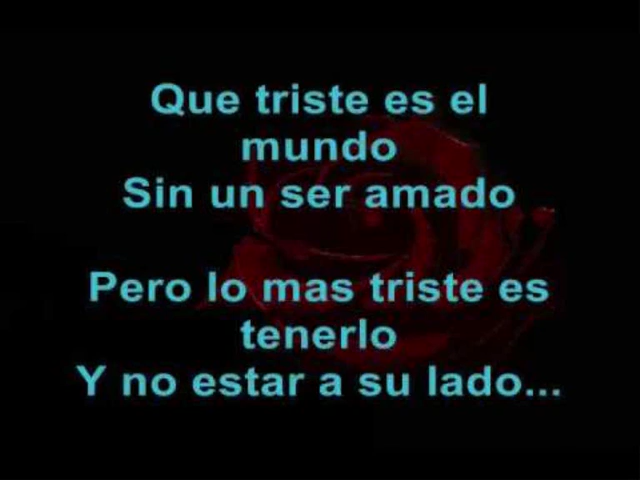 Que triste es el
mundo
Sin un ser amado
Pero lo mas triste es
tenerlo
Y no estar a su lado...